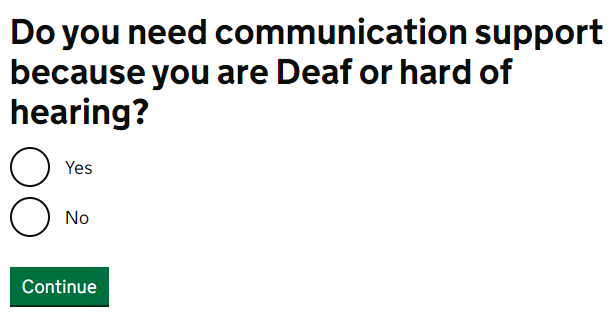 Do you need communication support
because you are Deaf or hard of
hearing?
Yes
No
Continue